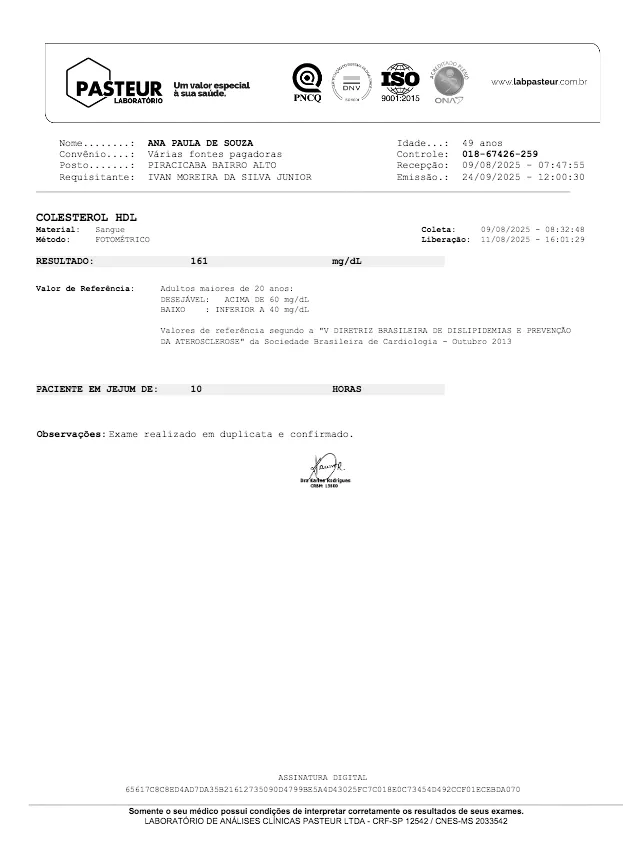 PASTEUR
LABORATÓRIO
Um valor especial
à sua saúde.
PNCQ
DNV
ISO
9001:2015
ACREDITADO PLENO
ONA
www.labpasteur.com.br
Nome........: ANA PAULA DE SOUZA Idade...: 49 anos
Convênio....: Várias fontes pagadoras Controle: 018-67426-259
Posto.......: PIRACICABA BAIRRO ALTO Recepção: 09/08/2025 - 07:47:55
Requisitante: IVAN MOREIRA DA SILVA JUNIOR Emissão.: 24/09/2025 - 12:00:30
COLESTEROL HDL
Material: Sangue Coleta: 09/08/2025 - 08:32:48
Método: FOTOMÉTRICO Liberação: 11/08/2025 - 16:01:29
RESULTADO: 161 mg/dL
Valor de Referência: Adultos maiores de 20 anos:
DESEJÁVEL: ACIMA DE 60 mg/dL
BAIXO : INFERIOR A 40 mg/dL
Valores de referência segundo a "V DIRETRIZ BRASILEIRA DE DISLIPIDEMIAS E PREVENÇÃO
DA ATEROSCLEROSE" da Sociedade Brasileira de Cardiologia - Outubro 2013
PACIENTE EM JEJUM DE: 10 HORAS
Observações: Exame realizado em duplicata e confirmado.
Rodrigues
ASSINATURA DIGITAL
65617C8C8ED4AD7DA35B21612735090D4799BE5A4D43025FC7C018E0C73454D492CCF01ECEBDA070
Somente o seu médico possui condições de interpretar corretamente os resultados de seus exames.
LABORATÓRIO DE ANÁLISES CLÍNICAS PASTEUR LTDA - CRF-SP 12542 / CNES-MS 2033542